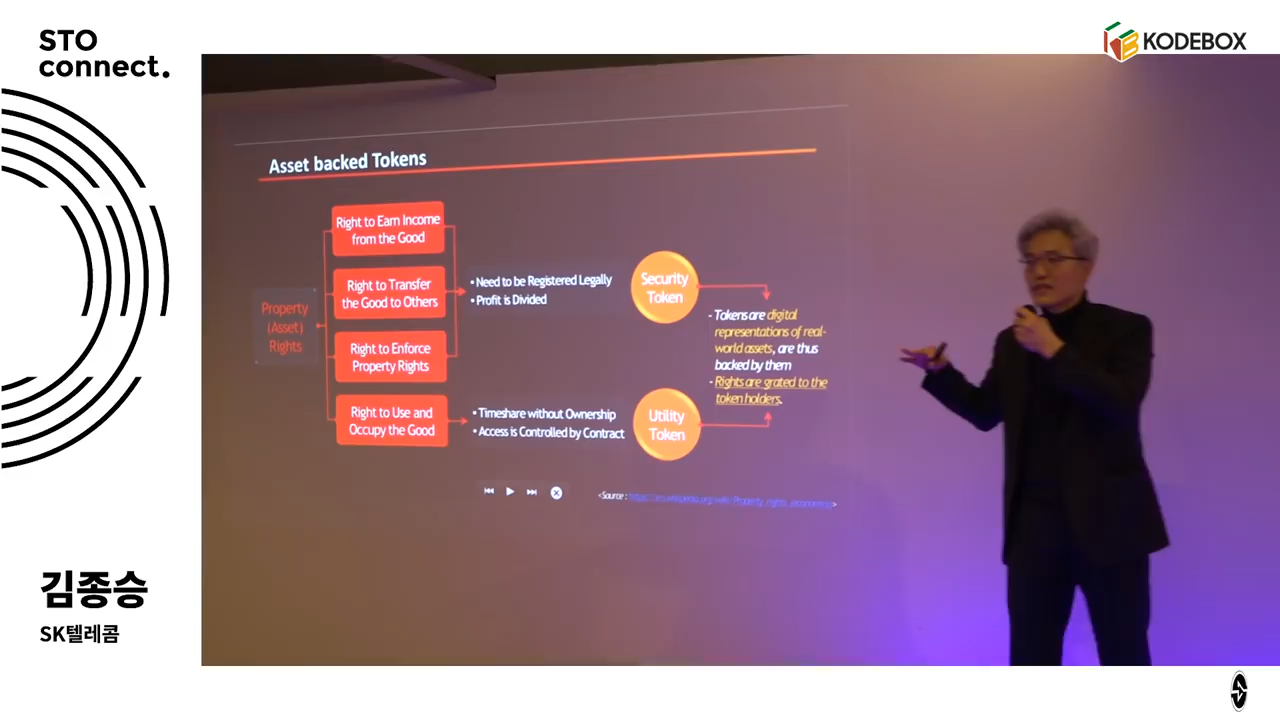 STO
connect.
KODEBOX
Asset backed Tokens
Right to Earn Income
from the Good
Right to Transfer
the Good to Others
Right to Enforce
Property Rights
Right to Use and
Occupy the Good
Property
(Asset)
Rights
• Need to be Registered Legally
• Profit is Divided
• Timeshare without Ownership
• Access is Controlled by Contract
Security
Token
Utility
Token
- Tokens are digital
representations of real-
world assets, are thus
backed by them
- Rights are grated to the
token holders.
<Source :
김종승
SK텔레콤